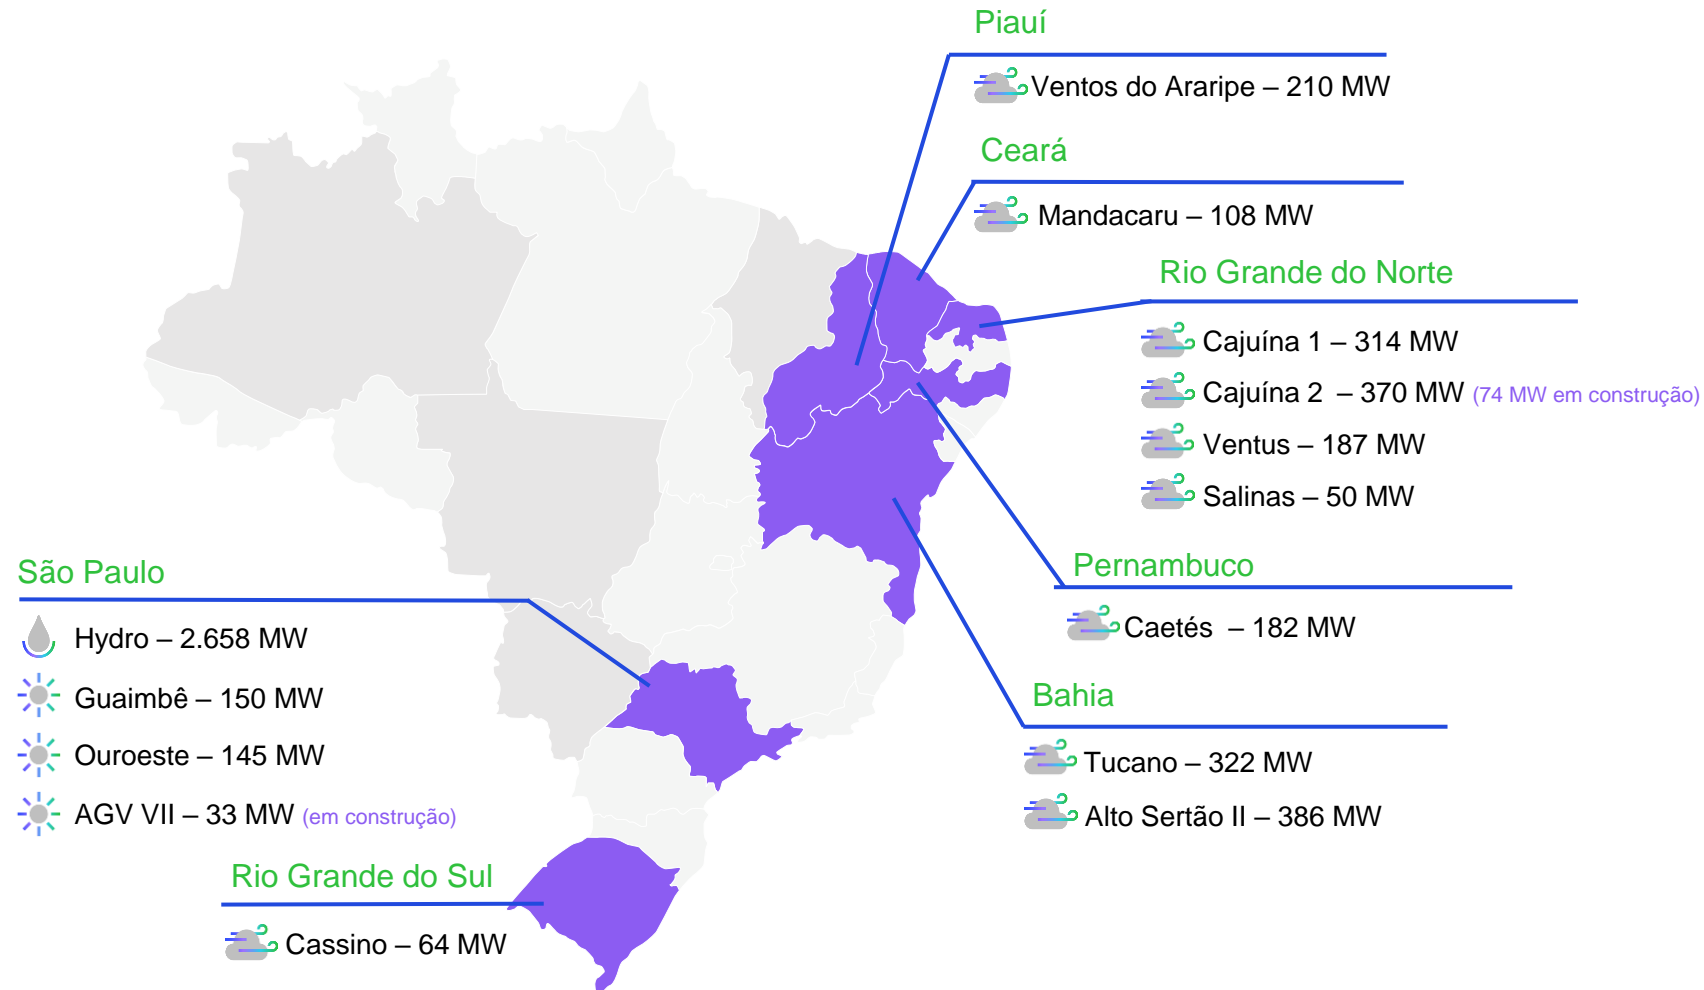 Piauí
Ventos do Araripe – 210 MW
Ceará
Mandacaru – 108 MW
Rio Grande do Norte
Cajuína 1 – 314 MW
Cajuína 2 – 370 MW (74 MW em construção)
Ventus – 187 MW
Salinas – 50 MW
Pernambuco
Caetés – 182 MW
Bahia
Tucano – 322 MW
Alto Sertão II – 386 MW
São Paulo
Hydro – 2.658 MW
Guaimbê – 150 MW
Ouroeste – 145 MW
AGV VII – 33 MW (em construção)
Rio Grande do Sul
Cassino – 64 MW